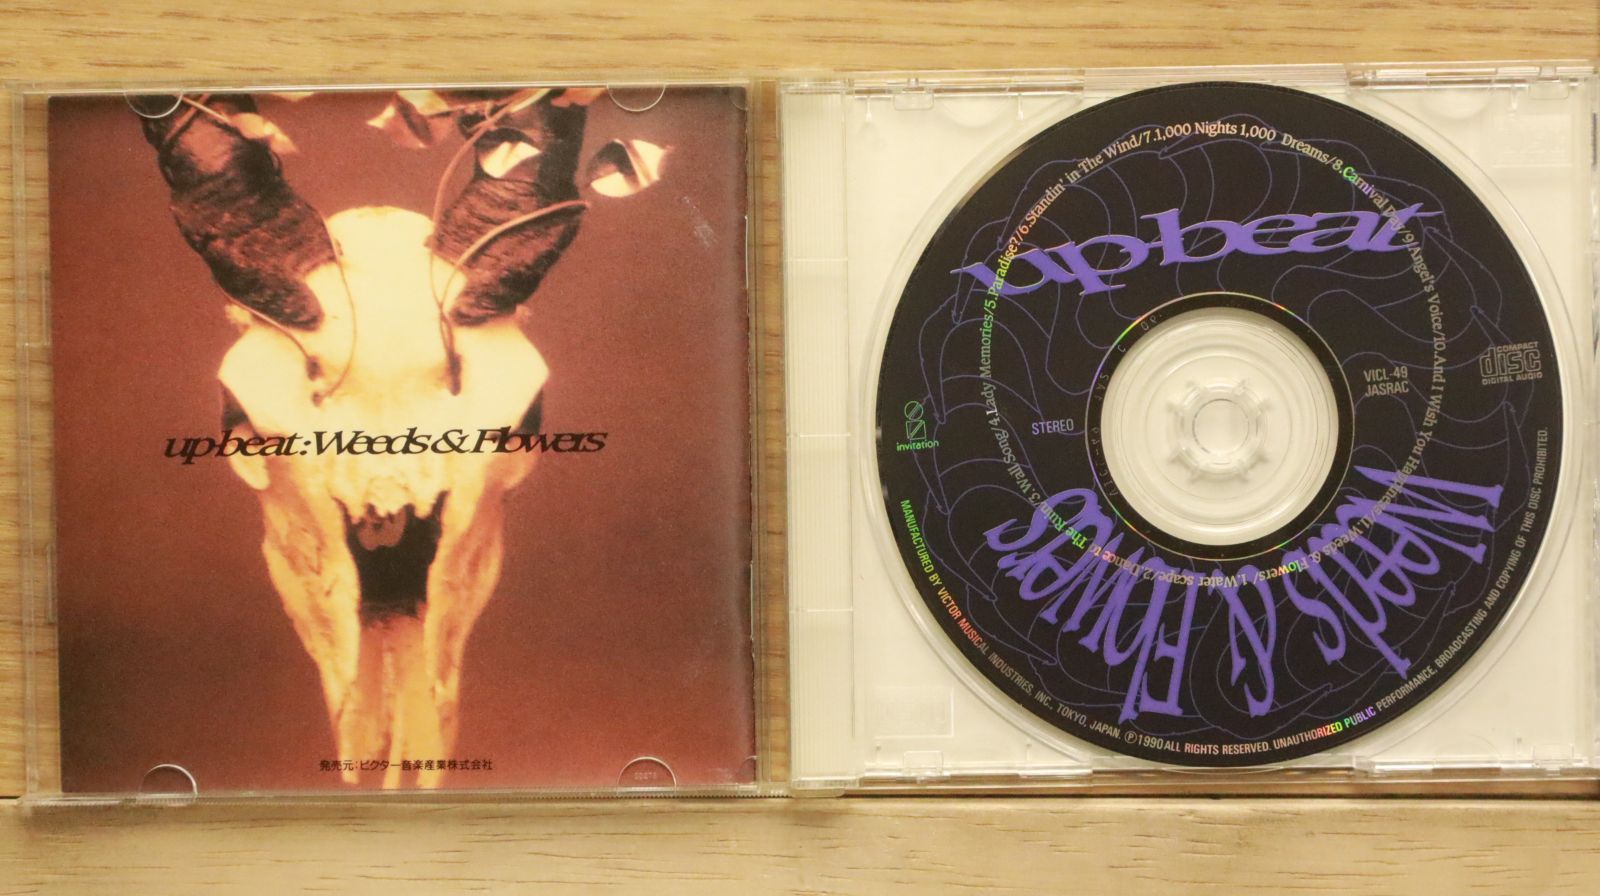 up-beat : Weeds & Flowers
発売元:ビクター音楽産業株式会社
up-beat
Weeds & Flowers
1.Water scape/2.Dance to The Ruin/3.Wall Song/4.Lady Memories/5.Paradise?/6.Standin' in The Wind/7.1,000 Nights 1,000 Dreams/8.Carnival Day/9.Angel's Voice/10.And I Wish You Happiness/11.Weeds & Flowers/
STEREO
VICL-49
JASRAC
COMPACT
disc
DIGITAL AUDIO
invitation
MANUFACTURED BY VICTOR MUSICAL INDUSTRIES, INC., TOKYO, JAPAN. Ⓟ1990 ALL RIGHTS RESERVED. UNAUTHORIZED PUBLIC PERFORMANCE, BROADCASTING AND COPYING OF THIS DISC PROHIBITED.